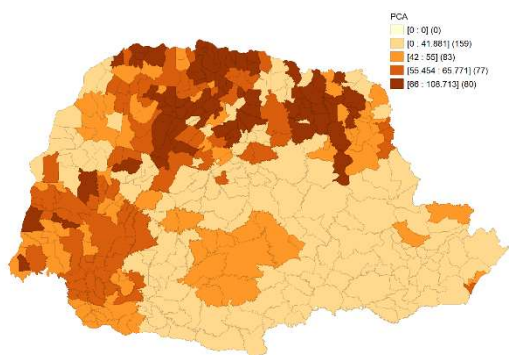 PCA
[0 : 0] (0)
[0 : 41.881] (159)
[42 : 55] (83)
[55.454 : 65.771] (77)
[66 : 108.713] (80)